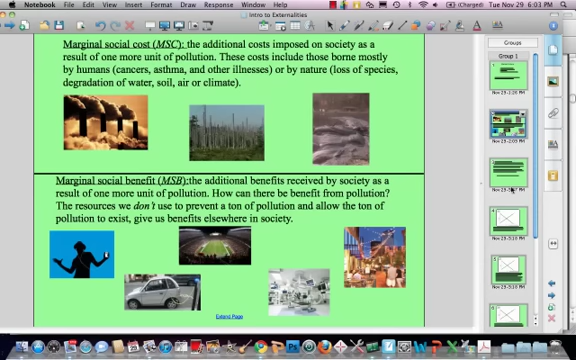 Notebook File Edit View Insert Format Draw Accessories Response Window Help (Charged) Tue Nov 29 6:03 PM
Intro to Externalities
Groups
Group 1
Marginal social cost (MSC): the additional costs imposed on society as a
result of one more unit of pollution. These costs include those borne mostly
by humans (cancers, asthma, and other illnesses) or by nature (loss of species,
degradation of water, soil, air or climate).
Marginal social benefit (MSB):the additional benefits received by society as a
result of one more unit of pollution. How can there be benefit from pollution?
The resources we don't use to prevent a ton of pollution and allow the ton of
pollution to exist, give us benefits elsewhere in society.
Extend Page